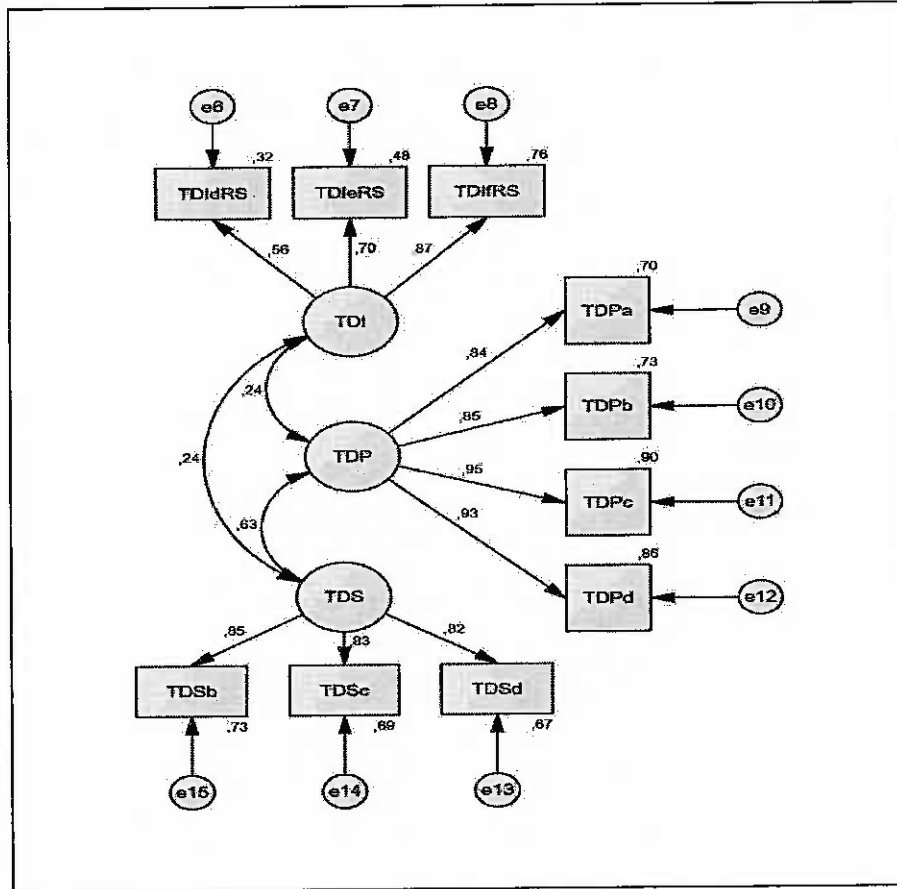 e6 e7 e8
,32 ,48 ,76
TDIdRS TDIeRS TDIfRS
,56 ,70 ,87
TDI
,70
TDPa e9
,84
,24
,73
TDPb e10
,85
TDP
,24
,90
,95
TDPc e11
,93
,63
,86
TDPd e12
TDS
,85 ,83 ,82
TDSb TDSc TDSd
,73 ,69 ,67
e15 e14 e13